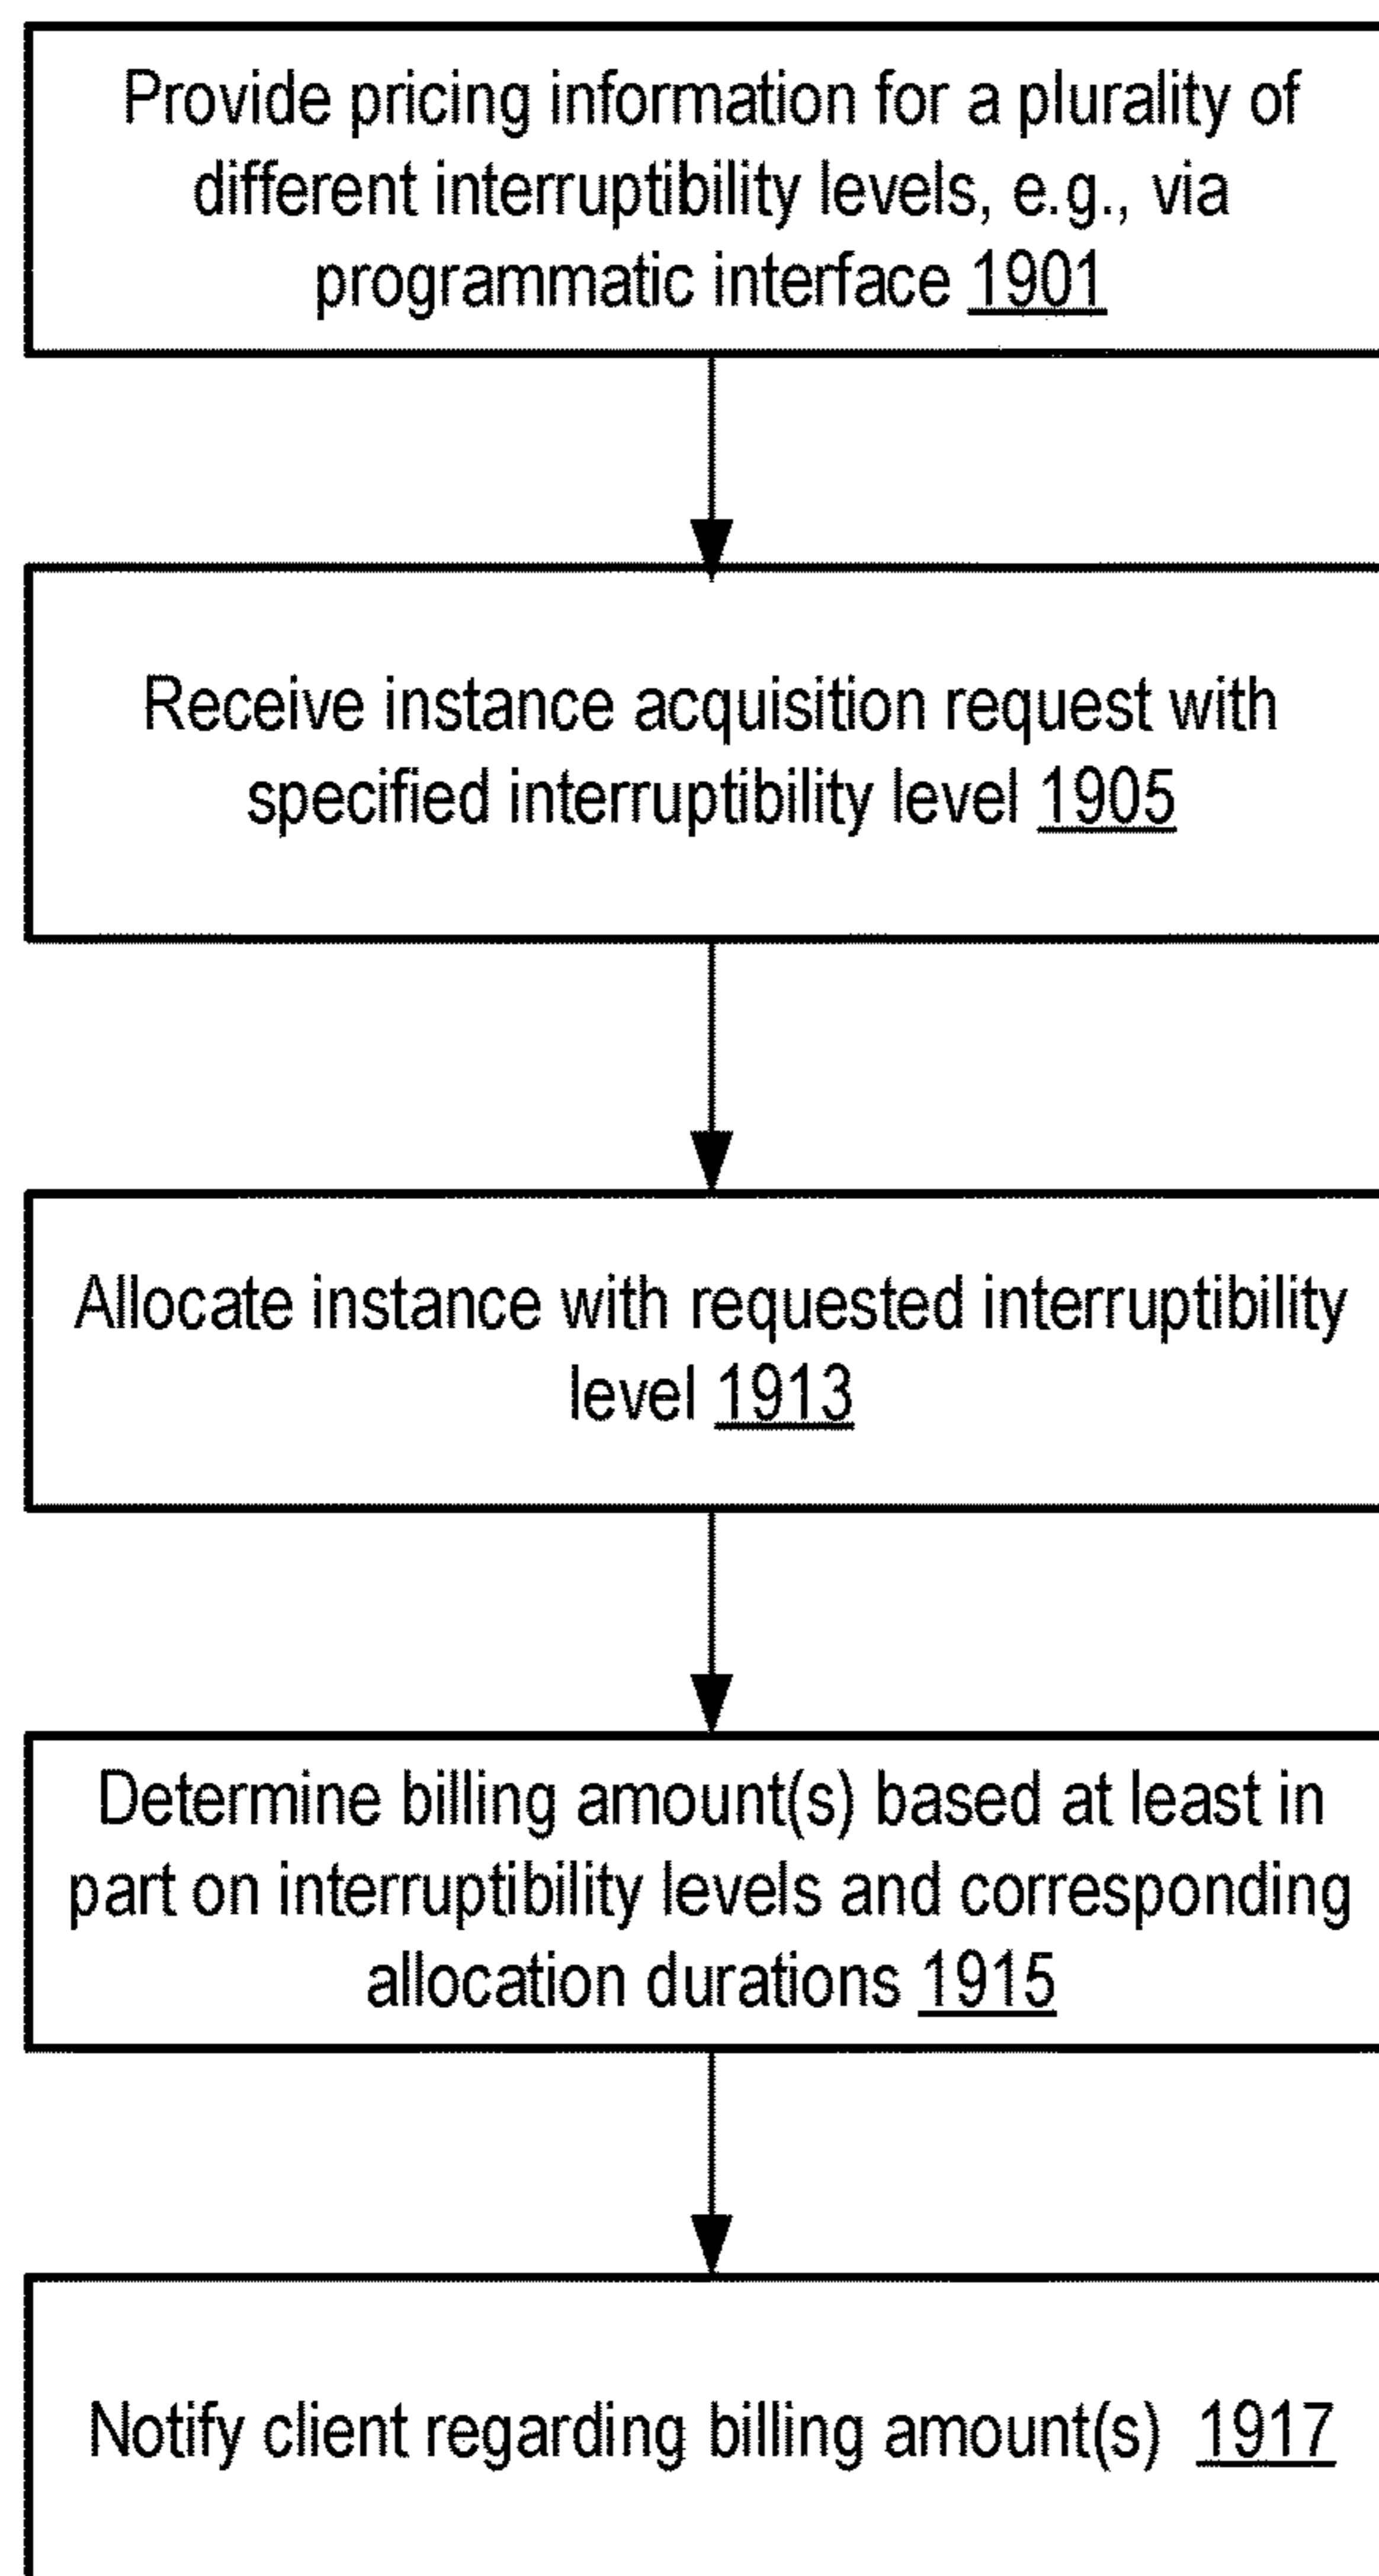 Provide pricing information for a plurality of
different interruptibility levels, e.g., via
programmatic interface 1901
Receive instance acquisition request with
specified interruptibility level 1905
Allocate instance with requested interruptibility
level 1913
Determine billing amount(s) based at least in
part on interruptibility levels and corresponding
allocation durations 1915
Notify client regarding billing amount(s) 1917